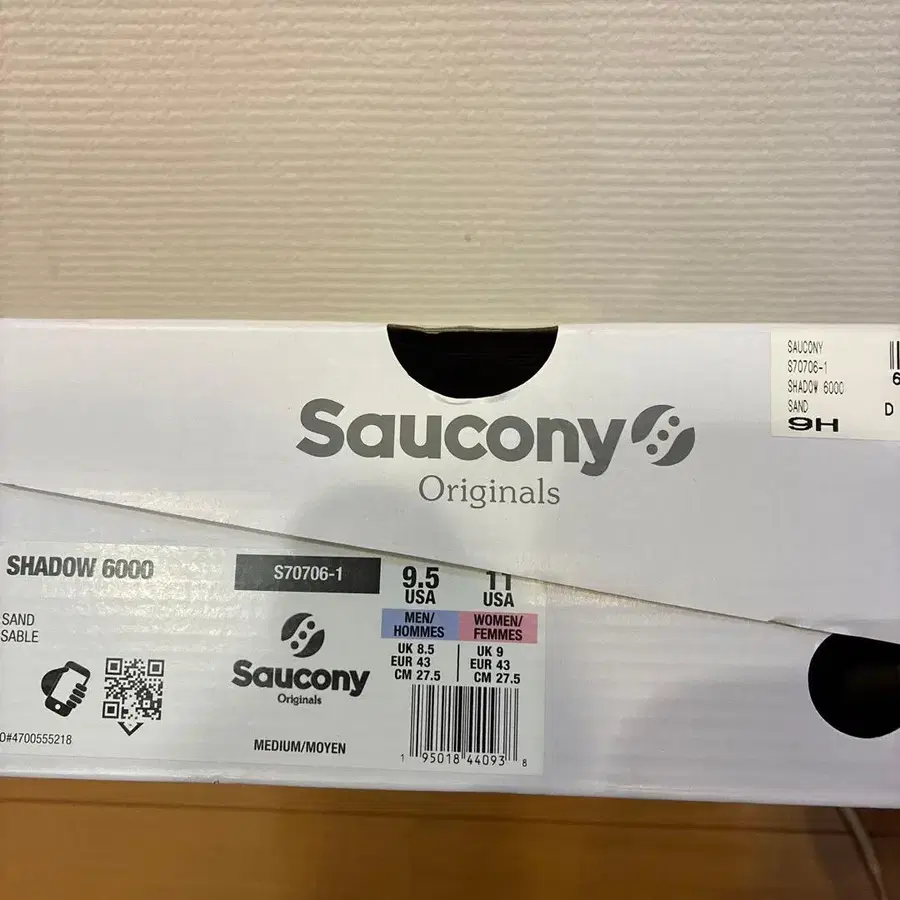 SAUCONY
S70706-1
SHADOW 6000
SAND
9H
D
6
Saucony
Originals
SHADOW 6000
S70706-1
SAND
SABLE
O#4700555218
Saucony
Originals
MEDIUM/MOYEN
9.5 11
USA USA
MEN/ WOMEN/
HOMMES FEMMES
UK 8.5 UK 9
EUR 43 EUR 43
CM 27.5 CM 27.5
1 95018 44093 8